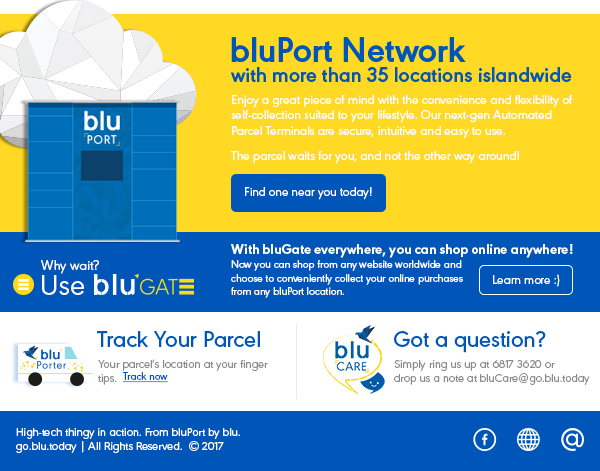 bluPort Network
with more than 35 locations islandwide
Enjoy a great piece of mind with the convenience and flexibility of
self-collection suited to your lifestyle. Our next-gen Automated
Parcel Terminals are secure, intuitive and easy to use.
The parcel waits for you, and not the other way around!
Find one near you today!
blu
PORT
Why wait?
Use bluGATE
With bluGate everywhere, you can shop online anywhere!
Now you can shop from any website worldwide and
choose to conveniently collect your online purchases
from any bluPort location.
Learn more :)
blu
Porter
Track Your Parcel
Your parcel's location at your finger
tips. Track now
blu
CARE
Got a question?
Simply ring us up at 6817 3620 or
drop us a note at bluCare@go.blu.today
High-tech thingy in action. From bluPort by blu.
go.blu.today | All Rights Reserved. © 2017